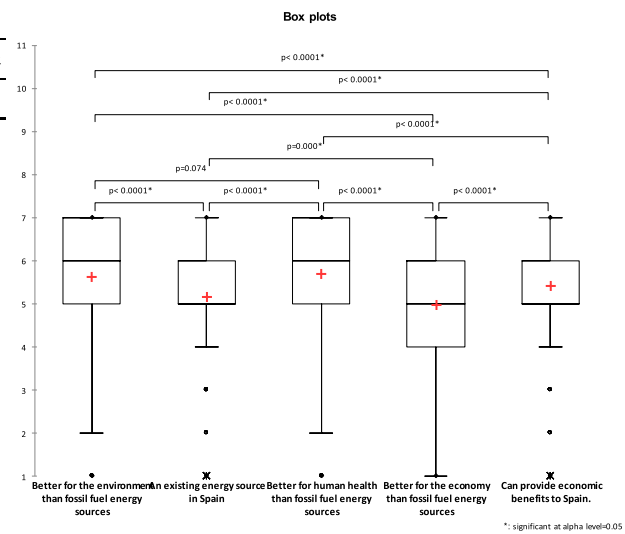 Box plots
11
p< 0.0001*
p< 0.0001*
10
p< 0.0001*
p< 0.0001*
9
p=0.000*
8
p=0.074
p< 0.0001*
p< 0.0001*
p< 0.0001*
p< 0.0001*
7
6
5
4
3
2
1
Better for the environment
than fossil fuel energy
sources
An existing energy source
in Spain
Better for human health
than fossil fuel energy
sources
Better for the economy
than fossil fuel energy
sources
Can provide economic
benefits to Spain.
*: significant at alpha level=0.05